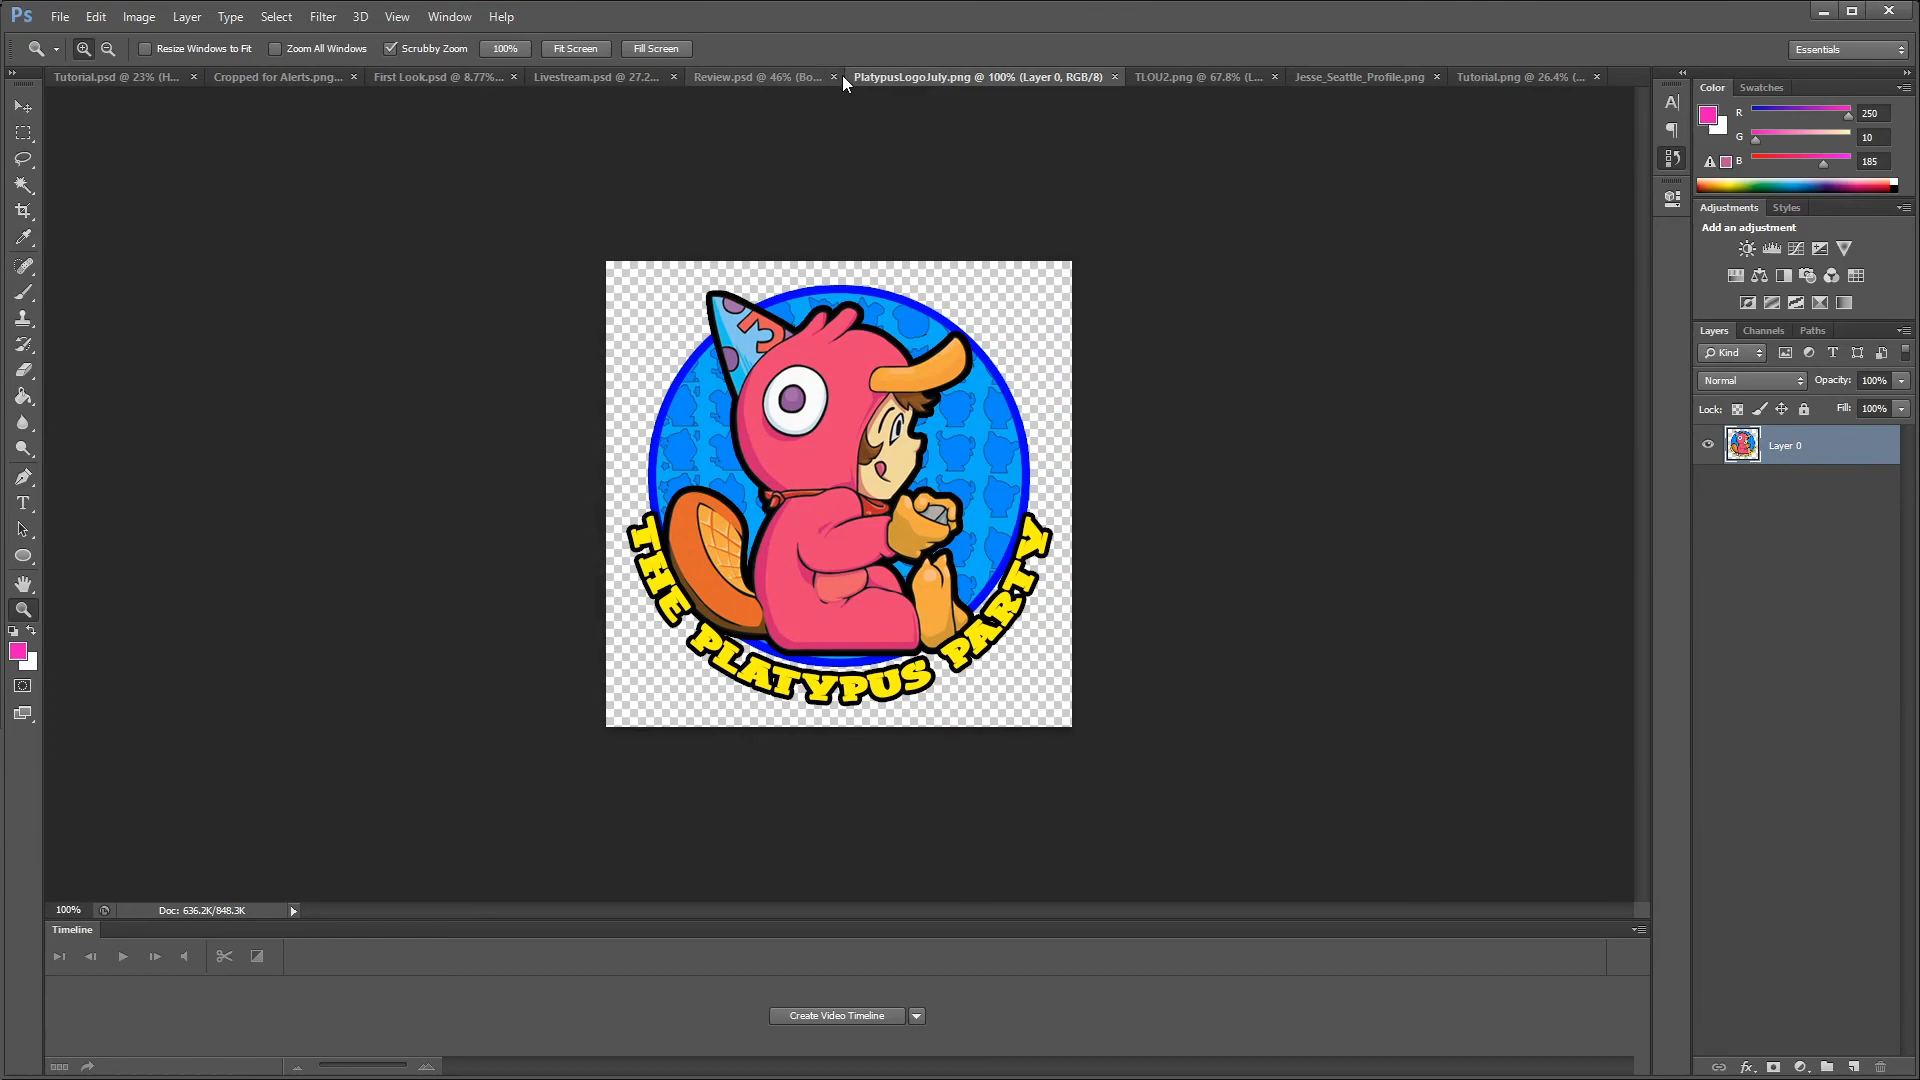 Ps File Edit Image Layer Type Select Filter 3D View Window Help
Resize Windows to Fit Zoom All Windows Scrubby Zoom 100% Fit Screen Fill Screen Essentials
Tutorial.psd @ 23% (H... Cropped for Alerts.png... First Look.psd @ 8.77%... Livestream.psd @ 27.2... Review.psd @ 46% (Bo... PlatypusLogoJuly.png @ 100% (Layer 0, RGB/8) TLOU2.png @ 67.8% (L... Jesse_Seattle_Profile.png Tutorial.png @ 26.4% (...
Color Swatches
R 250
G 10
B 185
Adjustments Styles
Add an adjustment
Layers Channels Paths
Kind
Normal Opacity: 100%
Lock: Fill: 100%
Layer 0
3
THE PLATYPUS PARTY
100% Doc: 636.2K/848.3K
Timeline
Create Video Timeline